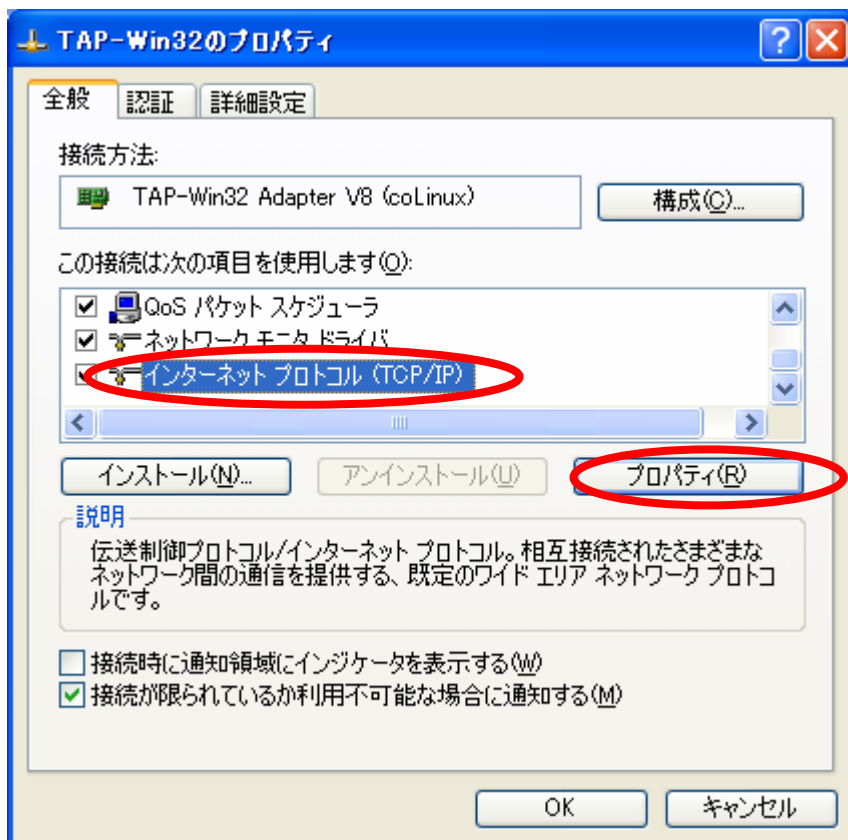 TAP-Win32のプロパティ
全般 認証 詳細設定
接続方法:
TAP-Win32 Adapter V8 (coLinux)
構成(C)...
この接続は次の項目を使用します(O):
QoS パケット スケジューラ
ネットワーク モニタ ドライバ
インターネット プロトコル (TCP/IP)
インストール(N)... アンインストール(U) プロパティ(R)
説明
伝送制御プロトコル/インターネット プロトコル。相互接続されたさまざまな
ネットワーク間の通信を提供する、既定のワイド エリア ネットワーク プロトコ
ルです。
接続時に通知領域にインジケータを表示する(W)
接続が限られているか利用不可能な場合に通知する(M)
OK キャンセル